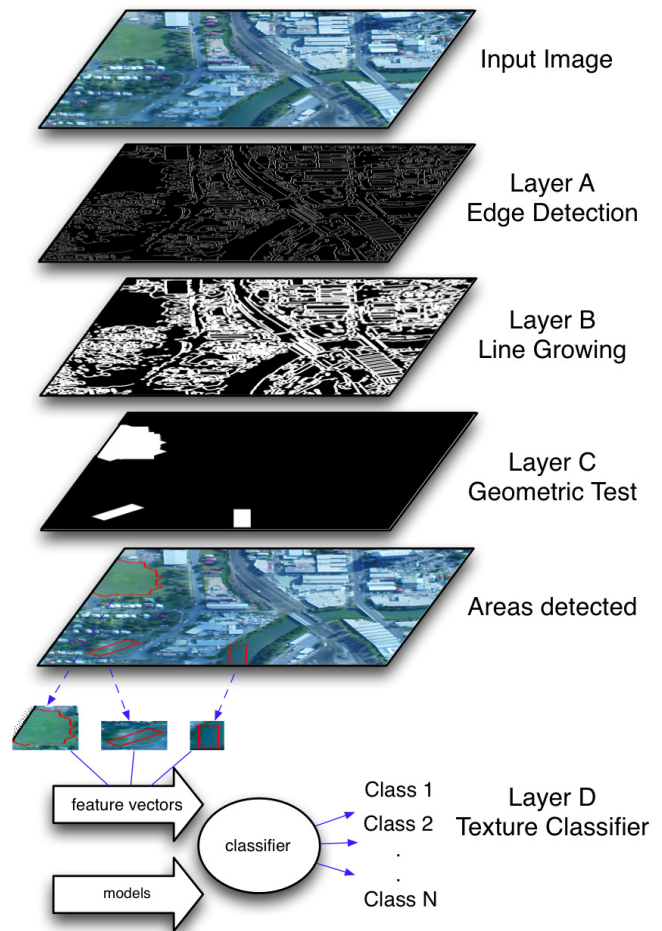 Input Image
Layer A
Edge Detection
Layer B
Line Growing
Layer C
Geometric Test
Areas detected
feature vectors
models
classifier
Class 1
Class 2
.
.
Class N
Layer D
Texture Classifier